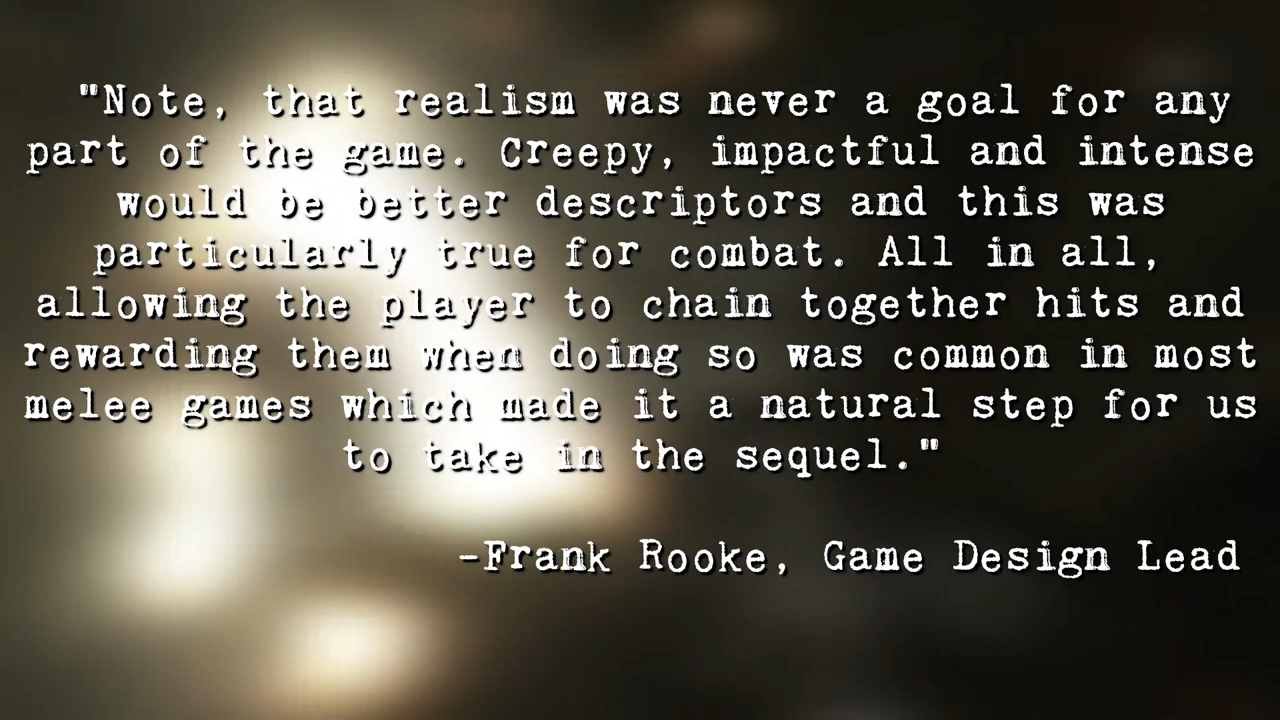 "Note, that realism was never a goal for any
part of the game. Creepy, impactful and intense
would be better descriptors and this was
particularly true for combat. All in all,
allowing the player to chain together hits and
rewarding them when doing so was common in most
melee games which made it a natural step for us
to take in the sequel."
-Frank Rooke, Game Design Lead